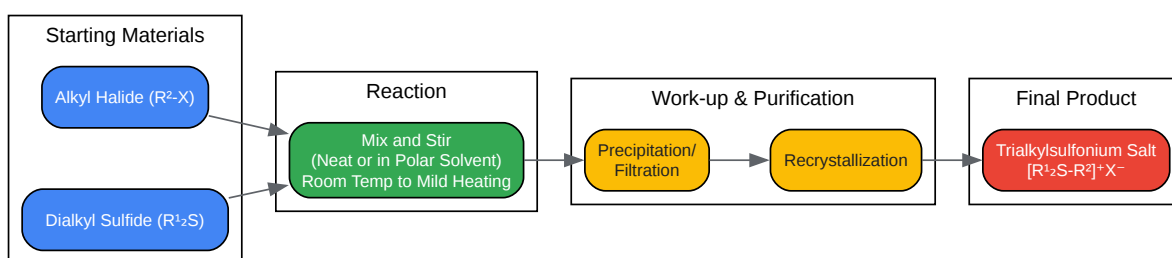 Starting Materials
Alkyl Halide (R²-X)
Dialkyl Sulfide (R¹₂S)
Reaction
Mix and Stir
(Neat or in Polar Solvent)
Room Temp to Mild Heating
Work-up & Purification
Precipitation/
Filtration
Recrystallization
Final Product
Trialkylsulfonium Salt
[R¹₂S-R²]⁺X⁻